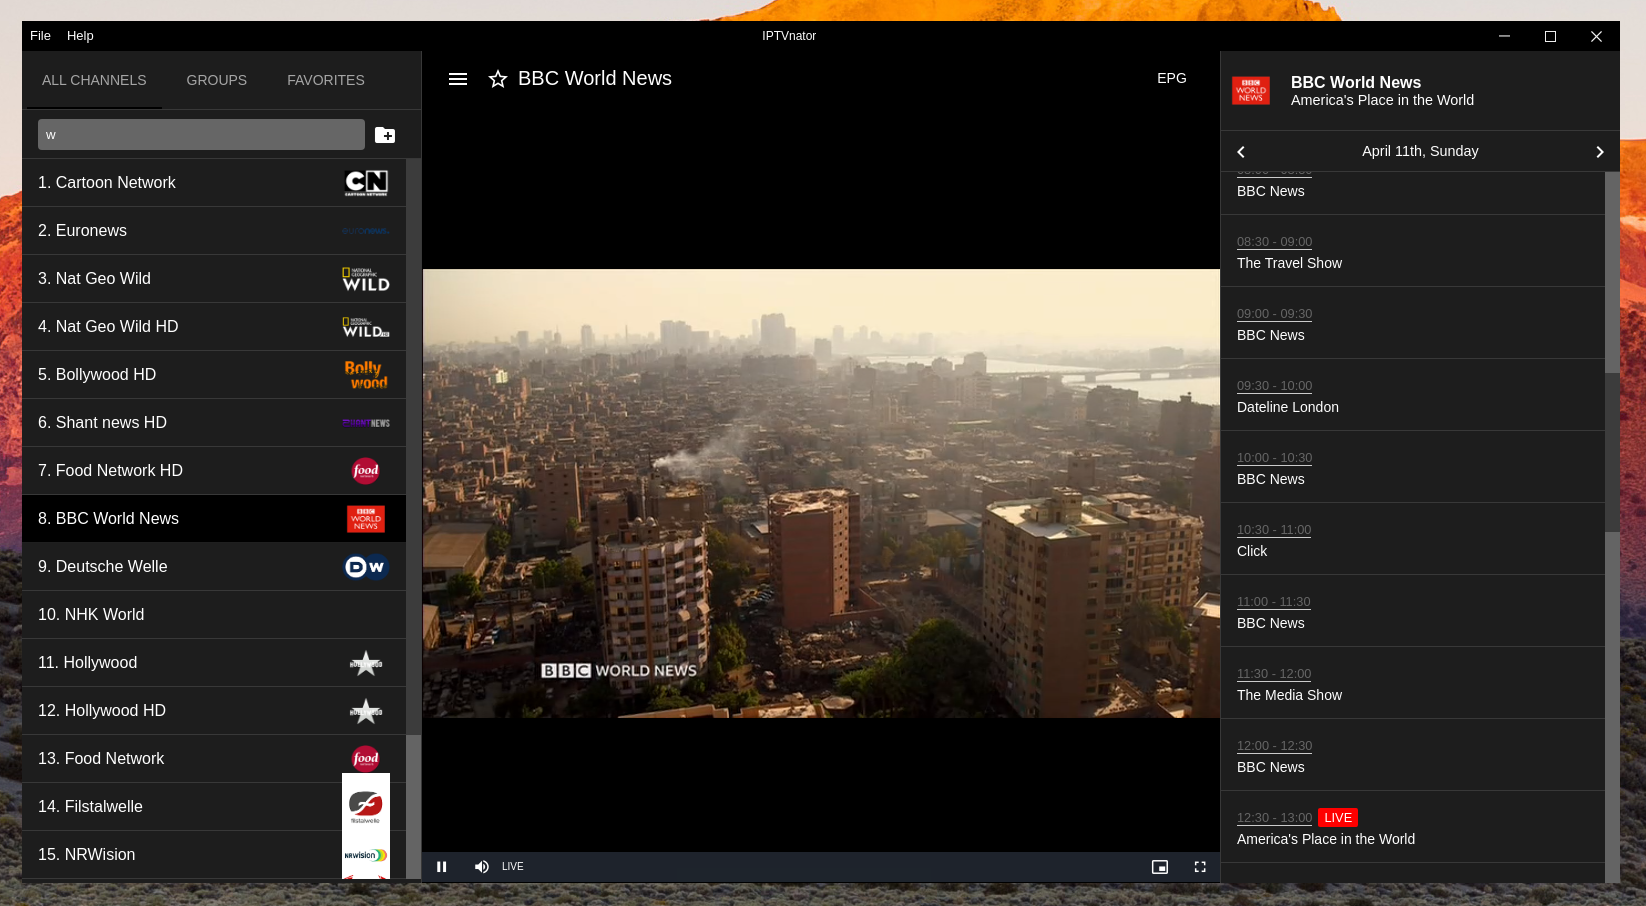 File Help
IPTVnator
ALL CHANNELS GROUPS FAVORITES
w
1. Cartoon Network
CN
CARTOON NETWORK
2. Euronews
euronews.
3. Nat Geo Wild
NATIONAL
GEOGRAPHIC
WILD
4. Nat Geo Wild HD
NATIONAL
GEOGRAPHIC
WILD HD
5. Bollywood HD
Bolly
wood
6. Shant news HD
SHANT NEWS
7. Food Network HD
food
8. BBC World News
BBC
WORLD
NEWS
9. Deutsche Welle
DW
10. NHK World
11. Hollywood
HOLLYWOOD
12. Hollywood HD
HOLLYWOOD
13. Food Network
food
14. Filstalwelle
filstalwelle
15. NRWision
NRWision
BBC World News
EPG
BBC WORLD NEWS
LIVE
BBC
WORLD
NEWS
BBC World News
America's Place in the World
April 11th, Sunday
BBC News
08:30 - 09:00
The Travel Show
09:00 - 09:30
BBC News
09:30 - 10:00
Dateline London
10:00 - 10:30
BBC News
10:30 - 11:00
Click
11:00 - 11:30
BBC News
11:30 - 12:00
The Media Show
12:00 - 12:30
BBC News
12:30 - 13:00 LIVE
America's Place in the World